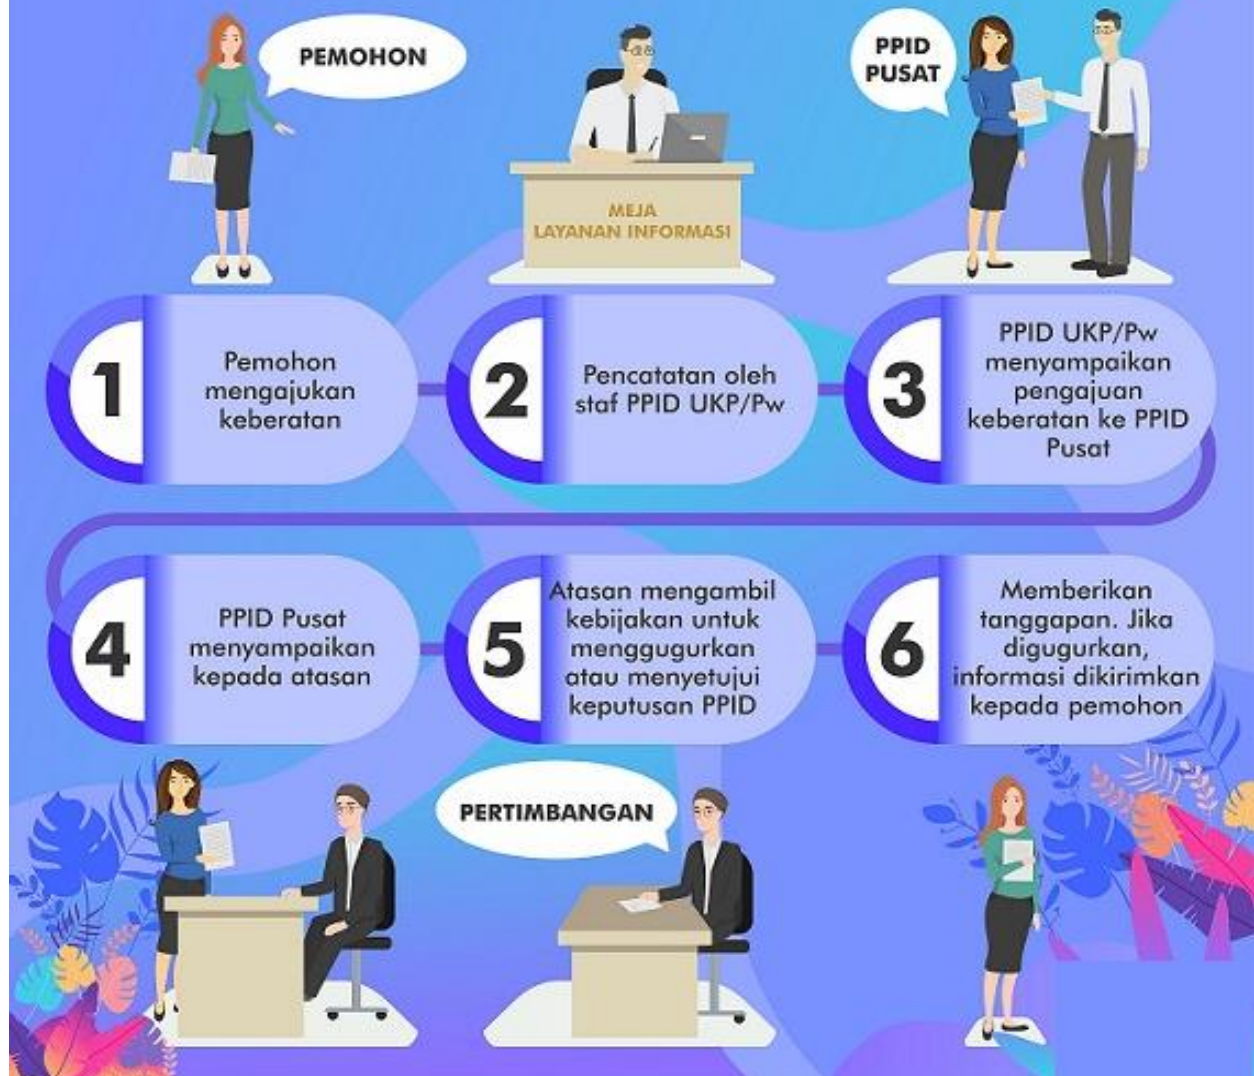 PEMOHON
MEJA
LAYANAN INFORMASI
PPID
PUSAT
1
Pemohon
mengajukan
keberatan
2
Pencatatan oleh
staf PPID UKP/Pw
3
PPID UKP/Pw
menyampaikan
pengajuan
keberatan ke PPID
Pusat
4
PPID Pusat
menyampaikan
kepada atasan
5
Atasan mengambil
kebijakan untuk
menggugurkan
atau menyetujui
keputusan PPID
6
Memberikan
tanggapan. Jika
digugurkan,
informasi dikirimkan
kepada pemohon
PERTIMBANGAN